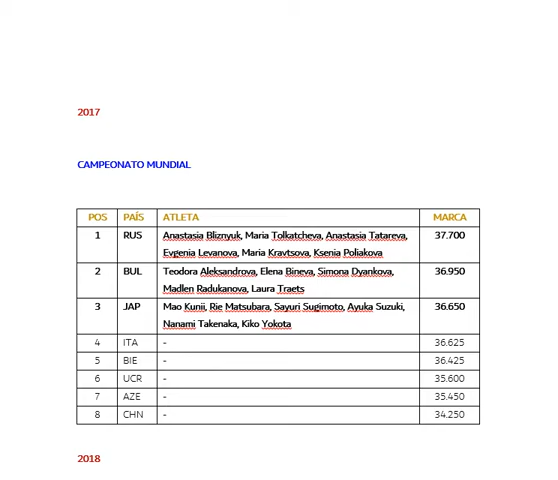 2017
CAMPEONATO MUNDIAL
POS PAÍS ATLETA MARCA
1 RUS Anastasia Bliznyuk, Maria Tolkatcheva, Anastasia Tatareva, 37.700
Evgenia Levanova, Maria Kravtsova, Ksenia Poliakova
2 BUL Teodora Aleksandrova, Elena Bineva, Simona Dyankova, 36.950
Madlen Radukanova, Laura Traets
3 JAP Mao Kunii, Rie Matsubara, Sayuri Sugimoto, Ayuka Suzuki, 36.650
Nanami Takenaka, Kiko Yokota
4 ITA - 36.625
5 BIE - 36.425
6 UCR - 35.600
7 AZE - 35.450
8 CHN - 34.250
2018